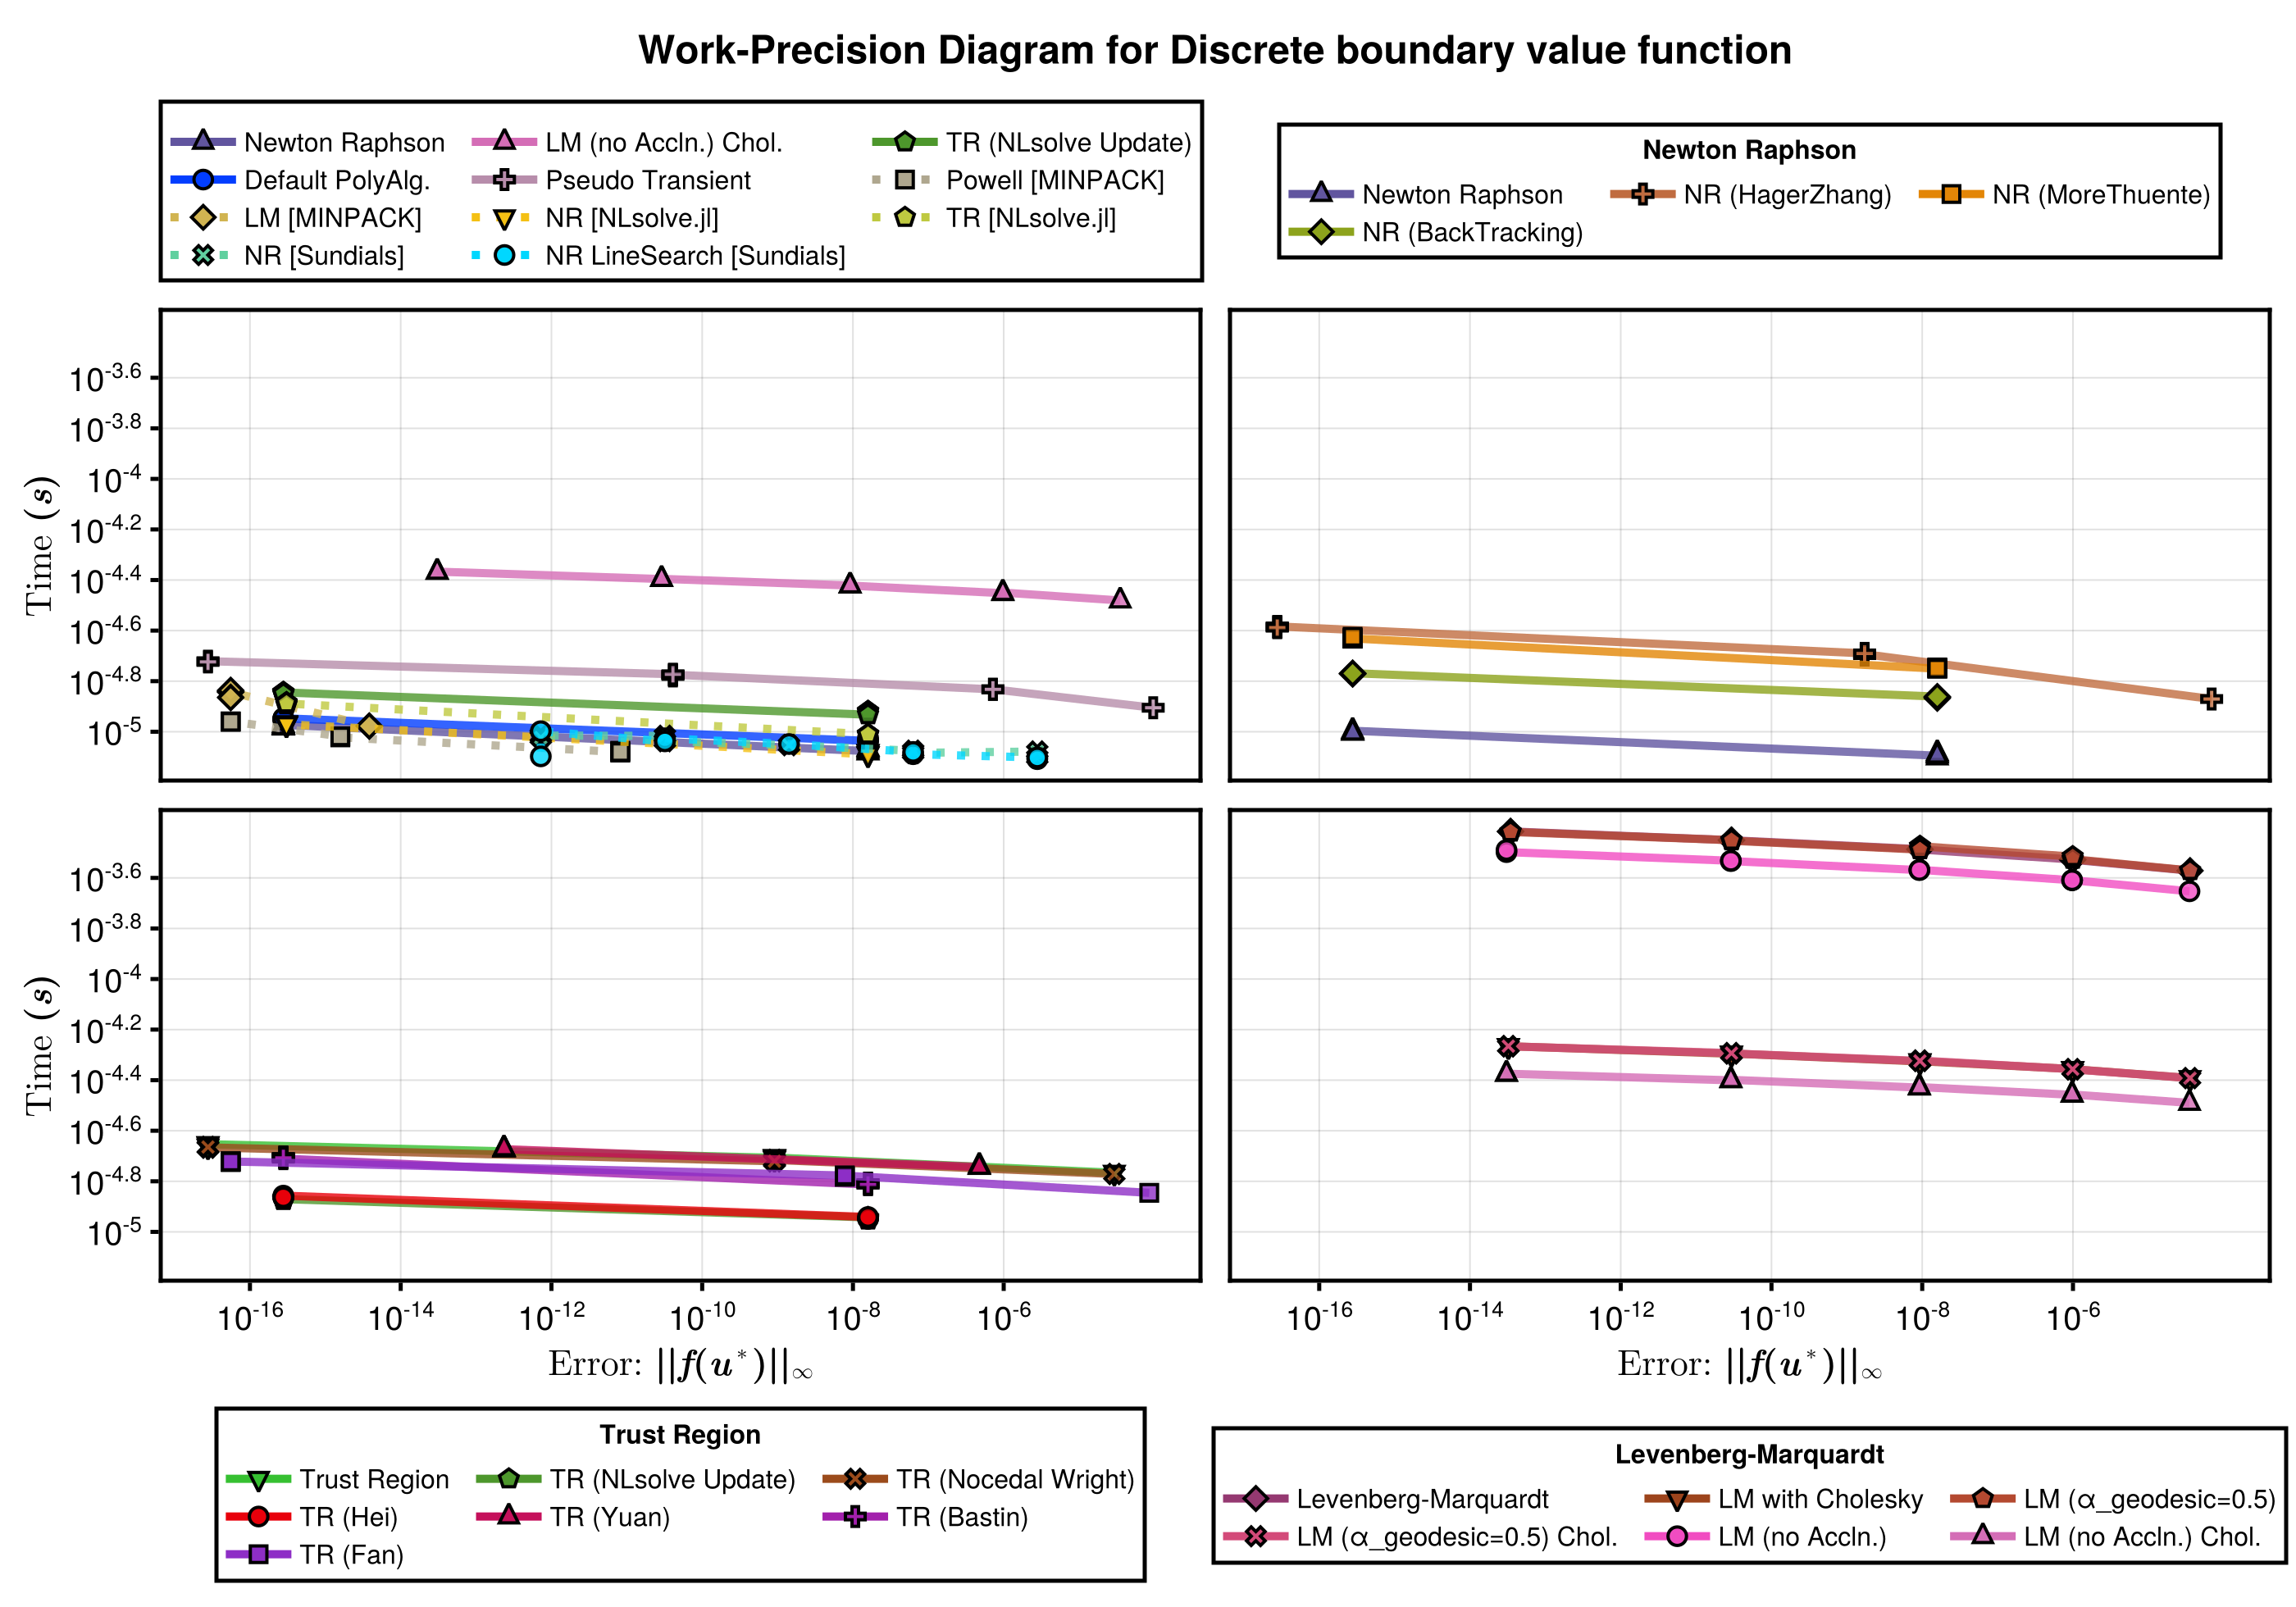 Work-Precision Diagram for Discrete boundary value function
Newton Raphson LM (no Accln.) Chol. TR (NLsolve Update)
Default PolyAlg. Pseudo Transient Powell [MINPACK]
LM [MINPACK] NR [NLsolve.jl] TR [NLsolve.jl]
NR [Sundials] NR LineSearch [Sundials]
Newton Raphson
Newton Raphson NR (HagerZhang) NR (MoreThuente)
NR (BackTracking)
Time (s)
10^-3.6
10^-3.8
10^-4
10^-4.2
10^-4.4
10^-4.6
10^-4.8
10^-5
Time (s)
10^-3.6
10^-3.8
10^-4
10^-4.2
10^-4.4
10^-4.6
10^-4.8
10^-5
10^-16 10^-14 10^-12 10^-10 10^-8 10^-6
10^-16 10^-14 10^-12 10^-10 10^-8 10^-6
Error: ||f(u*)||∞
Error: ||f(u*)||∞
Trust Region
Trust Region TR (NLsolve Update) TR (Nocedal Wright)
TR (Hei) TR (Yuan) TR (Bastin)
TR (Fan)
Levenberg-Marquardt
Levenberg-Marquardt LM with Cholesky LM (α_geodesic=0.5)
LM (α_geodesic=0.5) Chol. LM (no Accln.) LM (no Accln.) Chol.